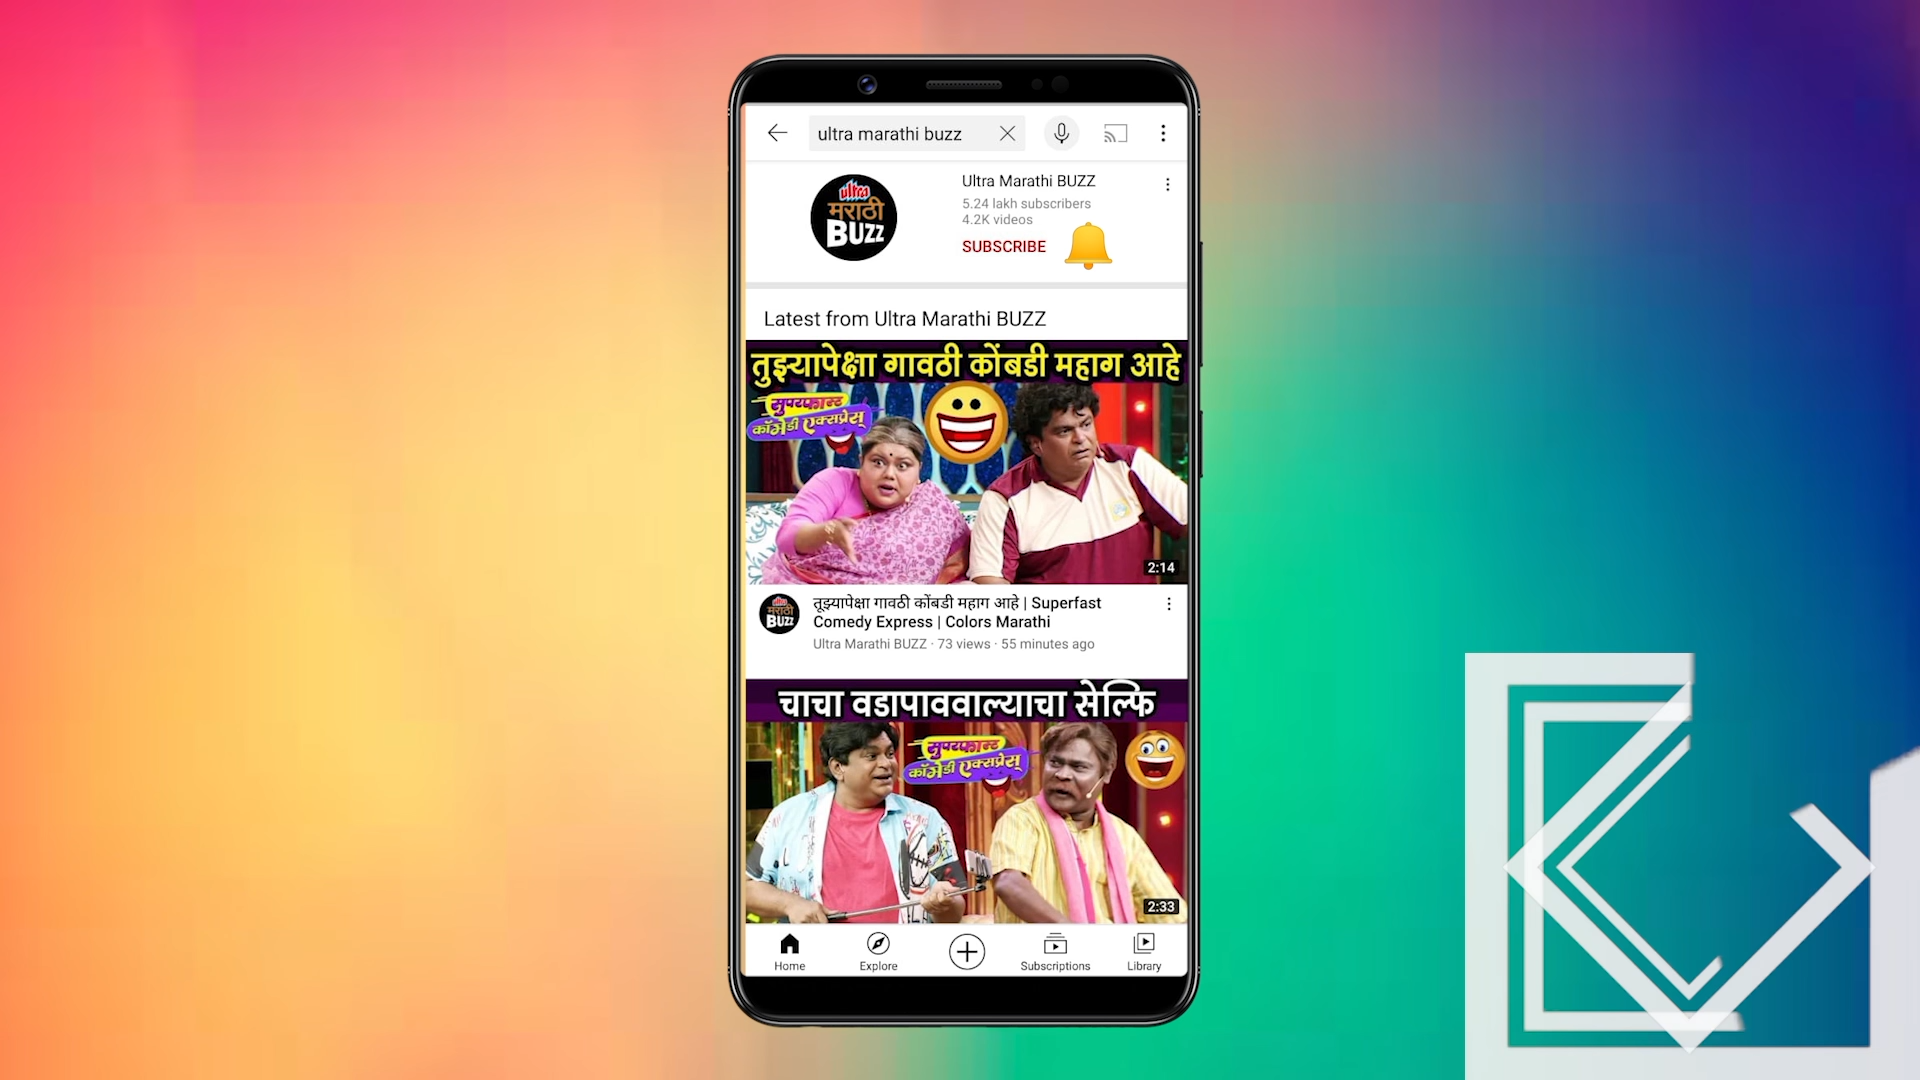 ultra marathi buzz
ultra
मराठी
BUZZ
Ultra Marathi BUZZ
5.24 lakh subscribers
4.2K videos
SUBSCRIBE
Latest from Ultra Marathi BUZZ
तुझ्यापेक्षा गावठी कोंबडी महाग आहे
सुपरफास्ट
कॉमेडी एक्सप्रेस्
2:14
ultra
मराठी
BUZZ
तूझ्यापेक्षा गावठी कोंबडी महाग आहे | Superfast
Comedy Express | Colors Marathi
Ultra Marathi BUZZ · 73 views · 55 minutes ago
चाचा वडापाववाल्याचा सेल्फि
सुपरफास्ट
कॉमेडी एक्सप्रेस्
2:33
Home
Explore
Subscriptions
Library